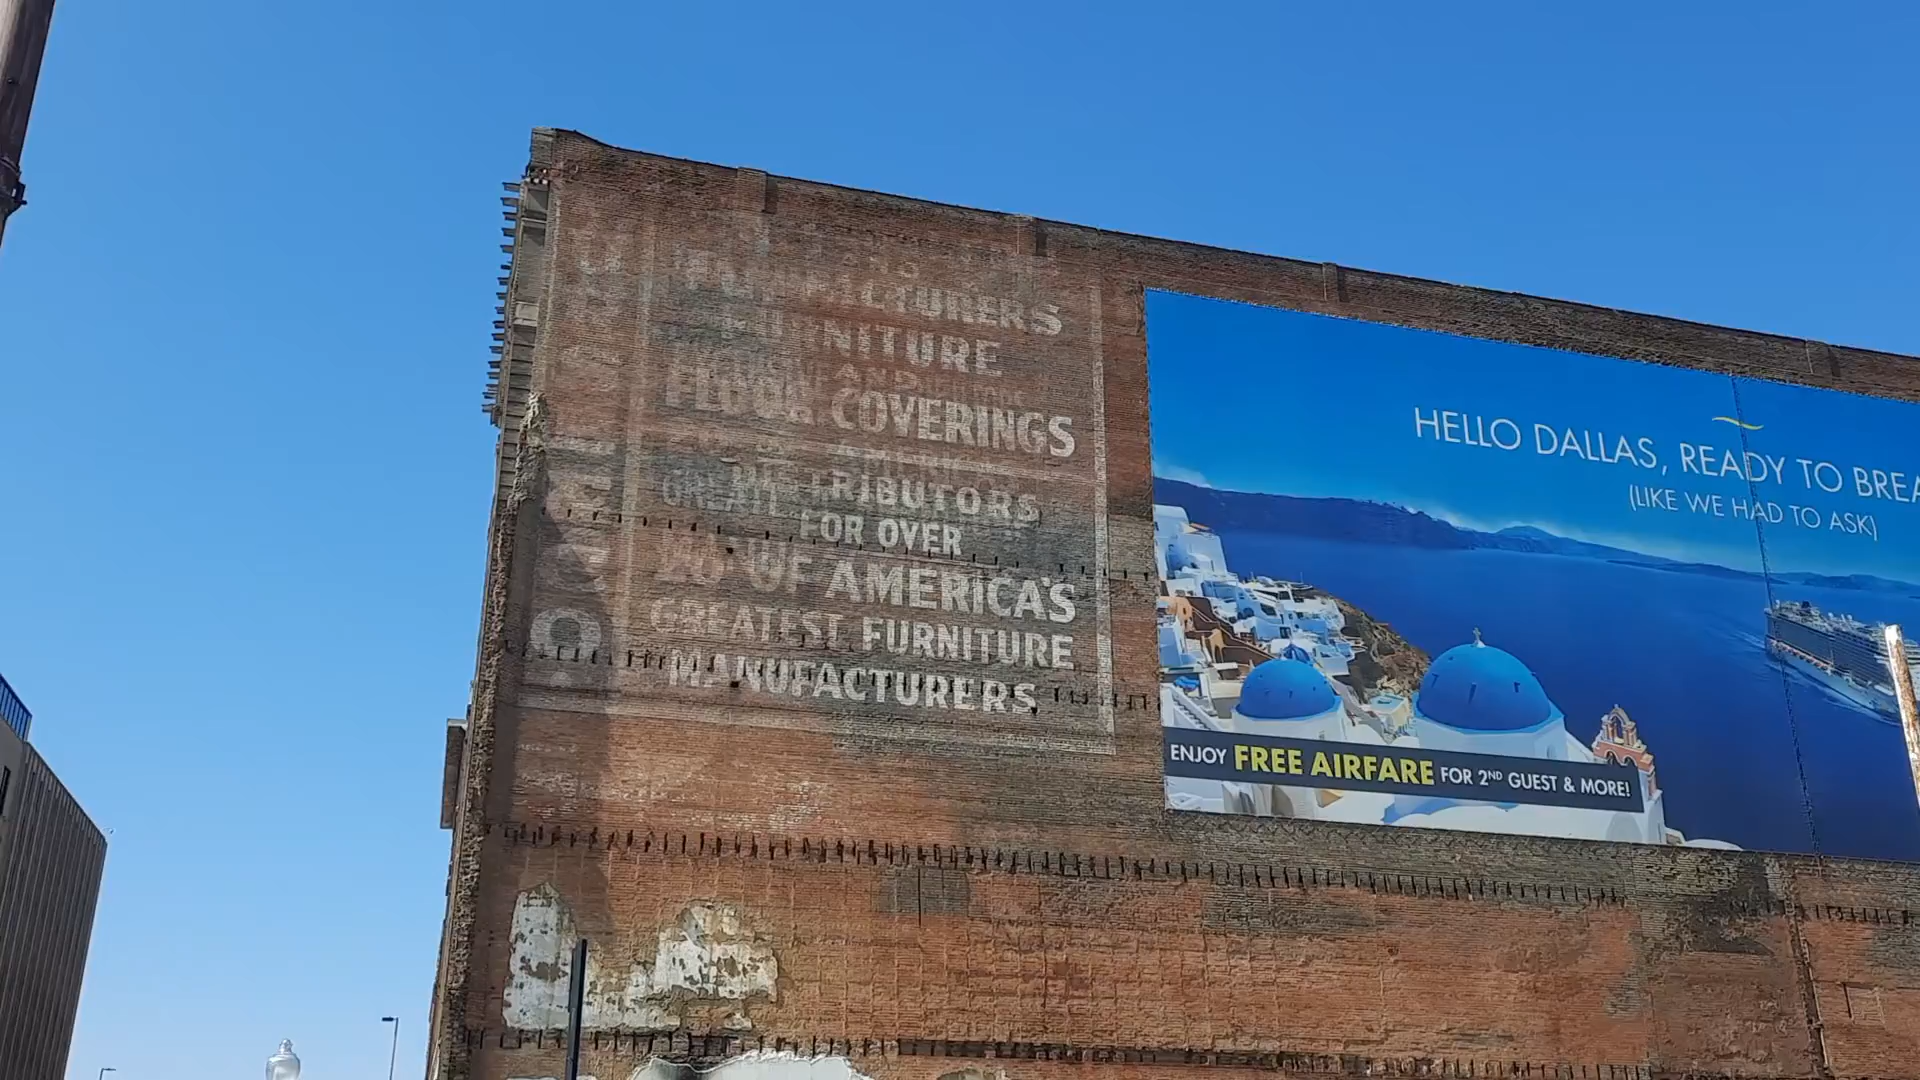 MANUFACTURERS
FURNITURE
AND
FLOOR COVERINGS
DISTRIBUTORS
FOR OVER
OF AMERICA'S
GREATEST FURNITURE
MANUFACTURERS
HELLO DALLAS, READY TO
(LIKE WE HAD TO ASK)
ENJOY FREE AIRFARE FOR 2ND GUEST & MORE!